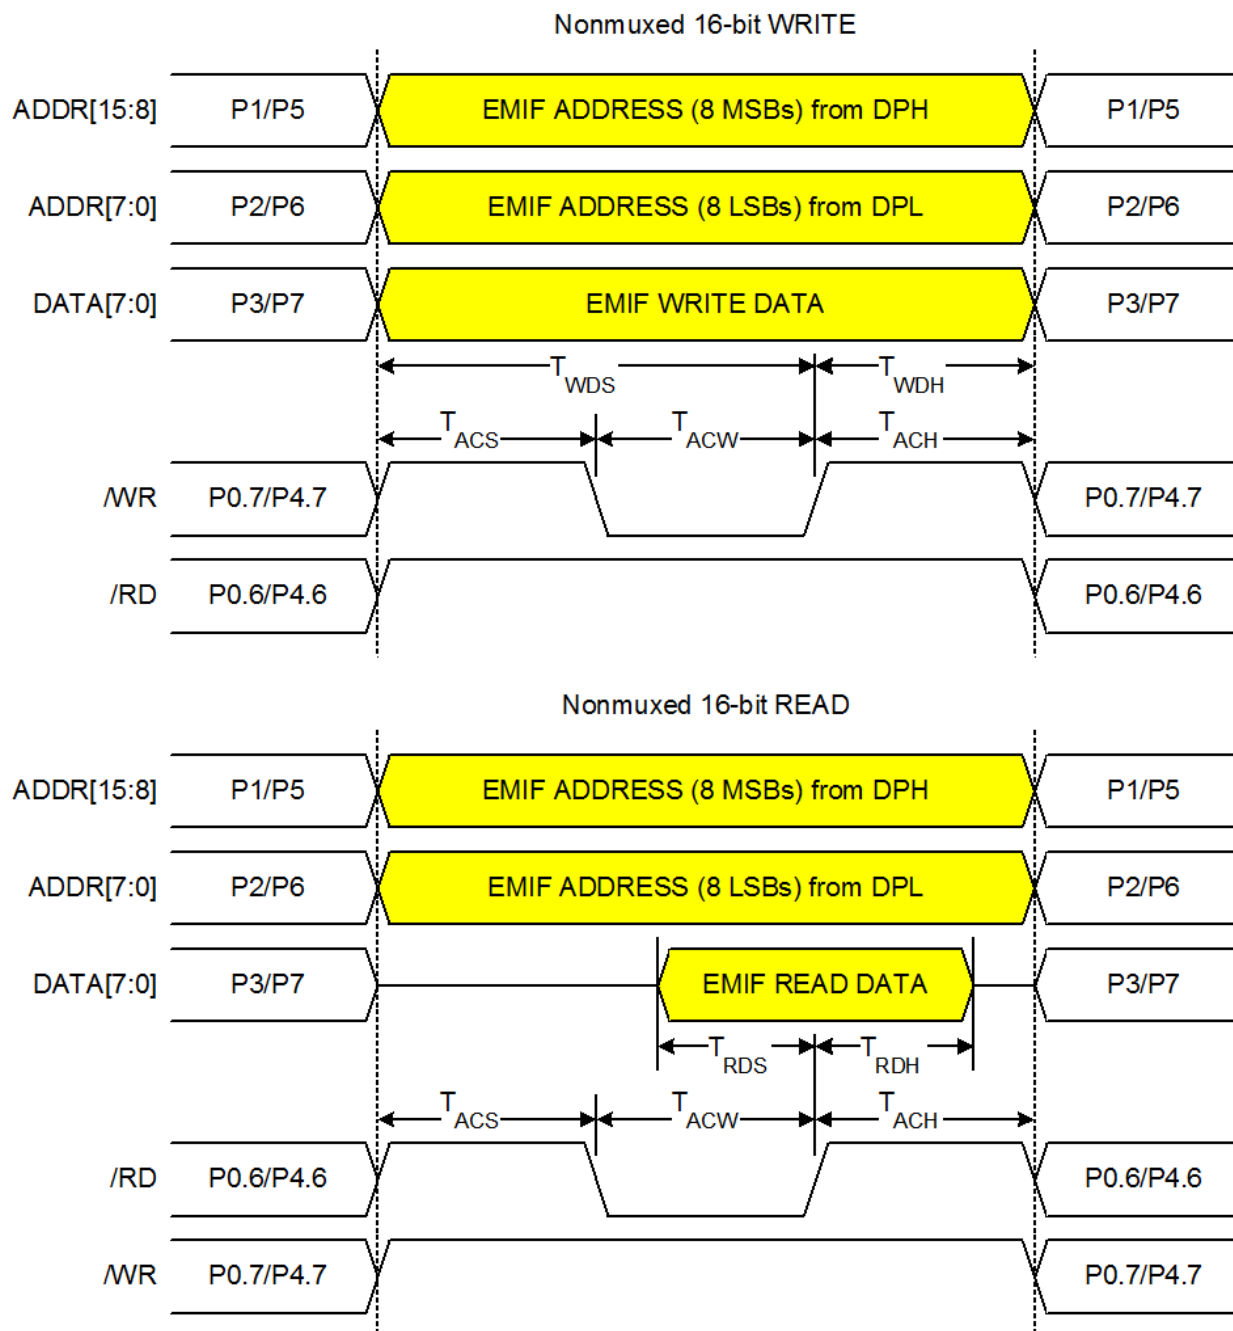 Nonmuxed 16-bit WRITE
ADDR[15:8] P1/P5 EMIF ADDRESS (8 MSBs) from DPH P1/P5
ADDR[7:0] P2/P6 EMIF ADDRESS (8 LSBs) from DPL P2/P6
DATA[7:0] P3/P7 EMIF WRITE DATA P3/P7
TWDS TWDH
TACS TACW TACH
/WR P0.7/P4.7 P0.7/P4.7
/RD P0.6/P4.6 P0.6/P4.6
Nonmuxed 16-bit READ
ADDR[15:8] P1/P5 EMIF ADDRESS (8 MSBs) from DPH P1/P5
ADDR[7:0] P2/P6 EMIF ADDRESS (8 LSBs) from DPL P2/P6
DATA[7:0] P3/P7 EMIF READ DATA P3/P7
TRDS TRDH
TACS TACW TACH
/RD P0.6/P4.6 P0.6/P4.6
/WR P0.7/P4.7 P0.7/P4.7